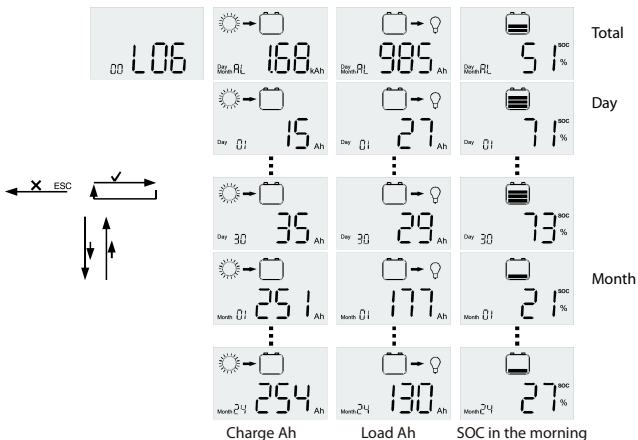 00 L06
Day Month AL 1.68 kAh
Day Month AL 985 Ah
Day Month AL 51 SOC %
Total
Day 01 15 Ah
Day 01 27 Ah
Day 01 71 SOC %
Day
ESC
Day 30 35 Ah
Day 30 29 Ah
Day 30 73 SOC %
Month 01 251 Ah
Month 01 177 Ah
Month 01 21 SOC %
Month
Month 24 254 Ah
Month 24 130 Ah
Month 24 27 SOC %
Charge Ah Load Ah SOC in the morning